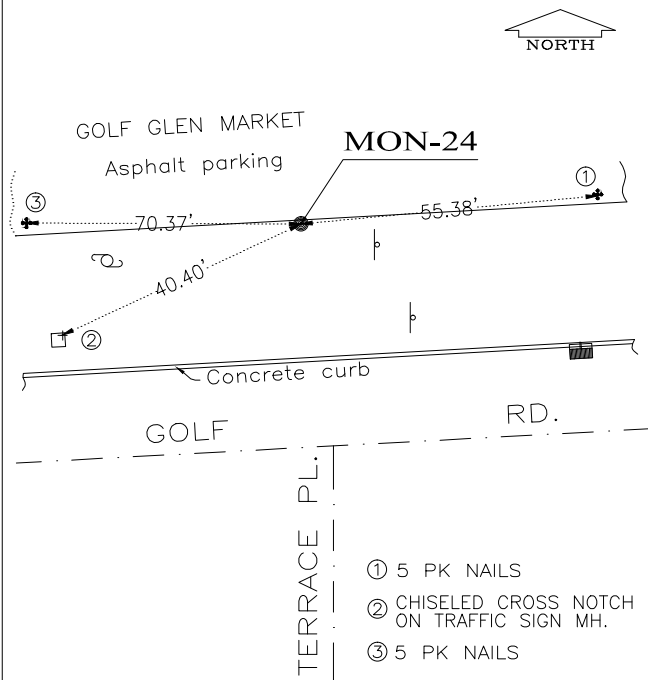 NORTH
GOLF GLEN MARKET
Asphalt parking
MON-24
①
③
70.37'
55.38'
40.40'
②
Concrete curb
GOLF RD.
TERRACE PL.
① 5 PK NAILS
② CHISELED CROSS NOTCH
ON TRAFFIC SIGN MH.
③ 5 PK NAILS